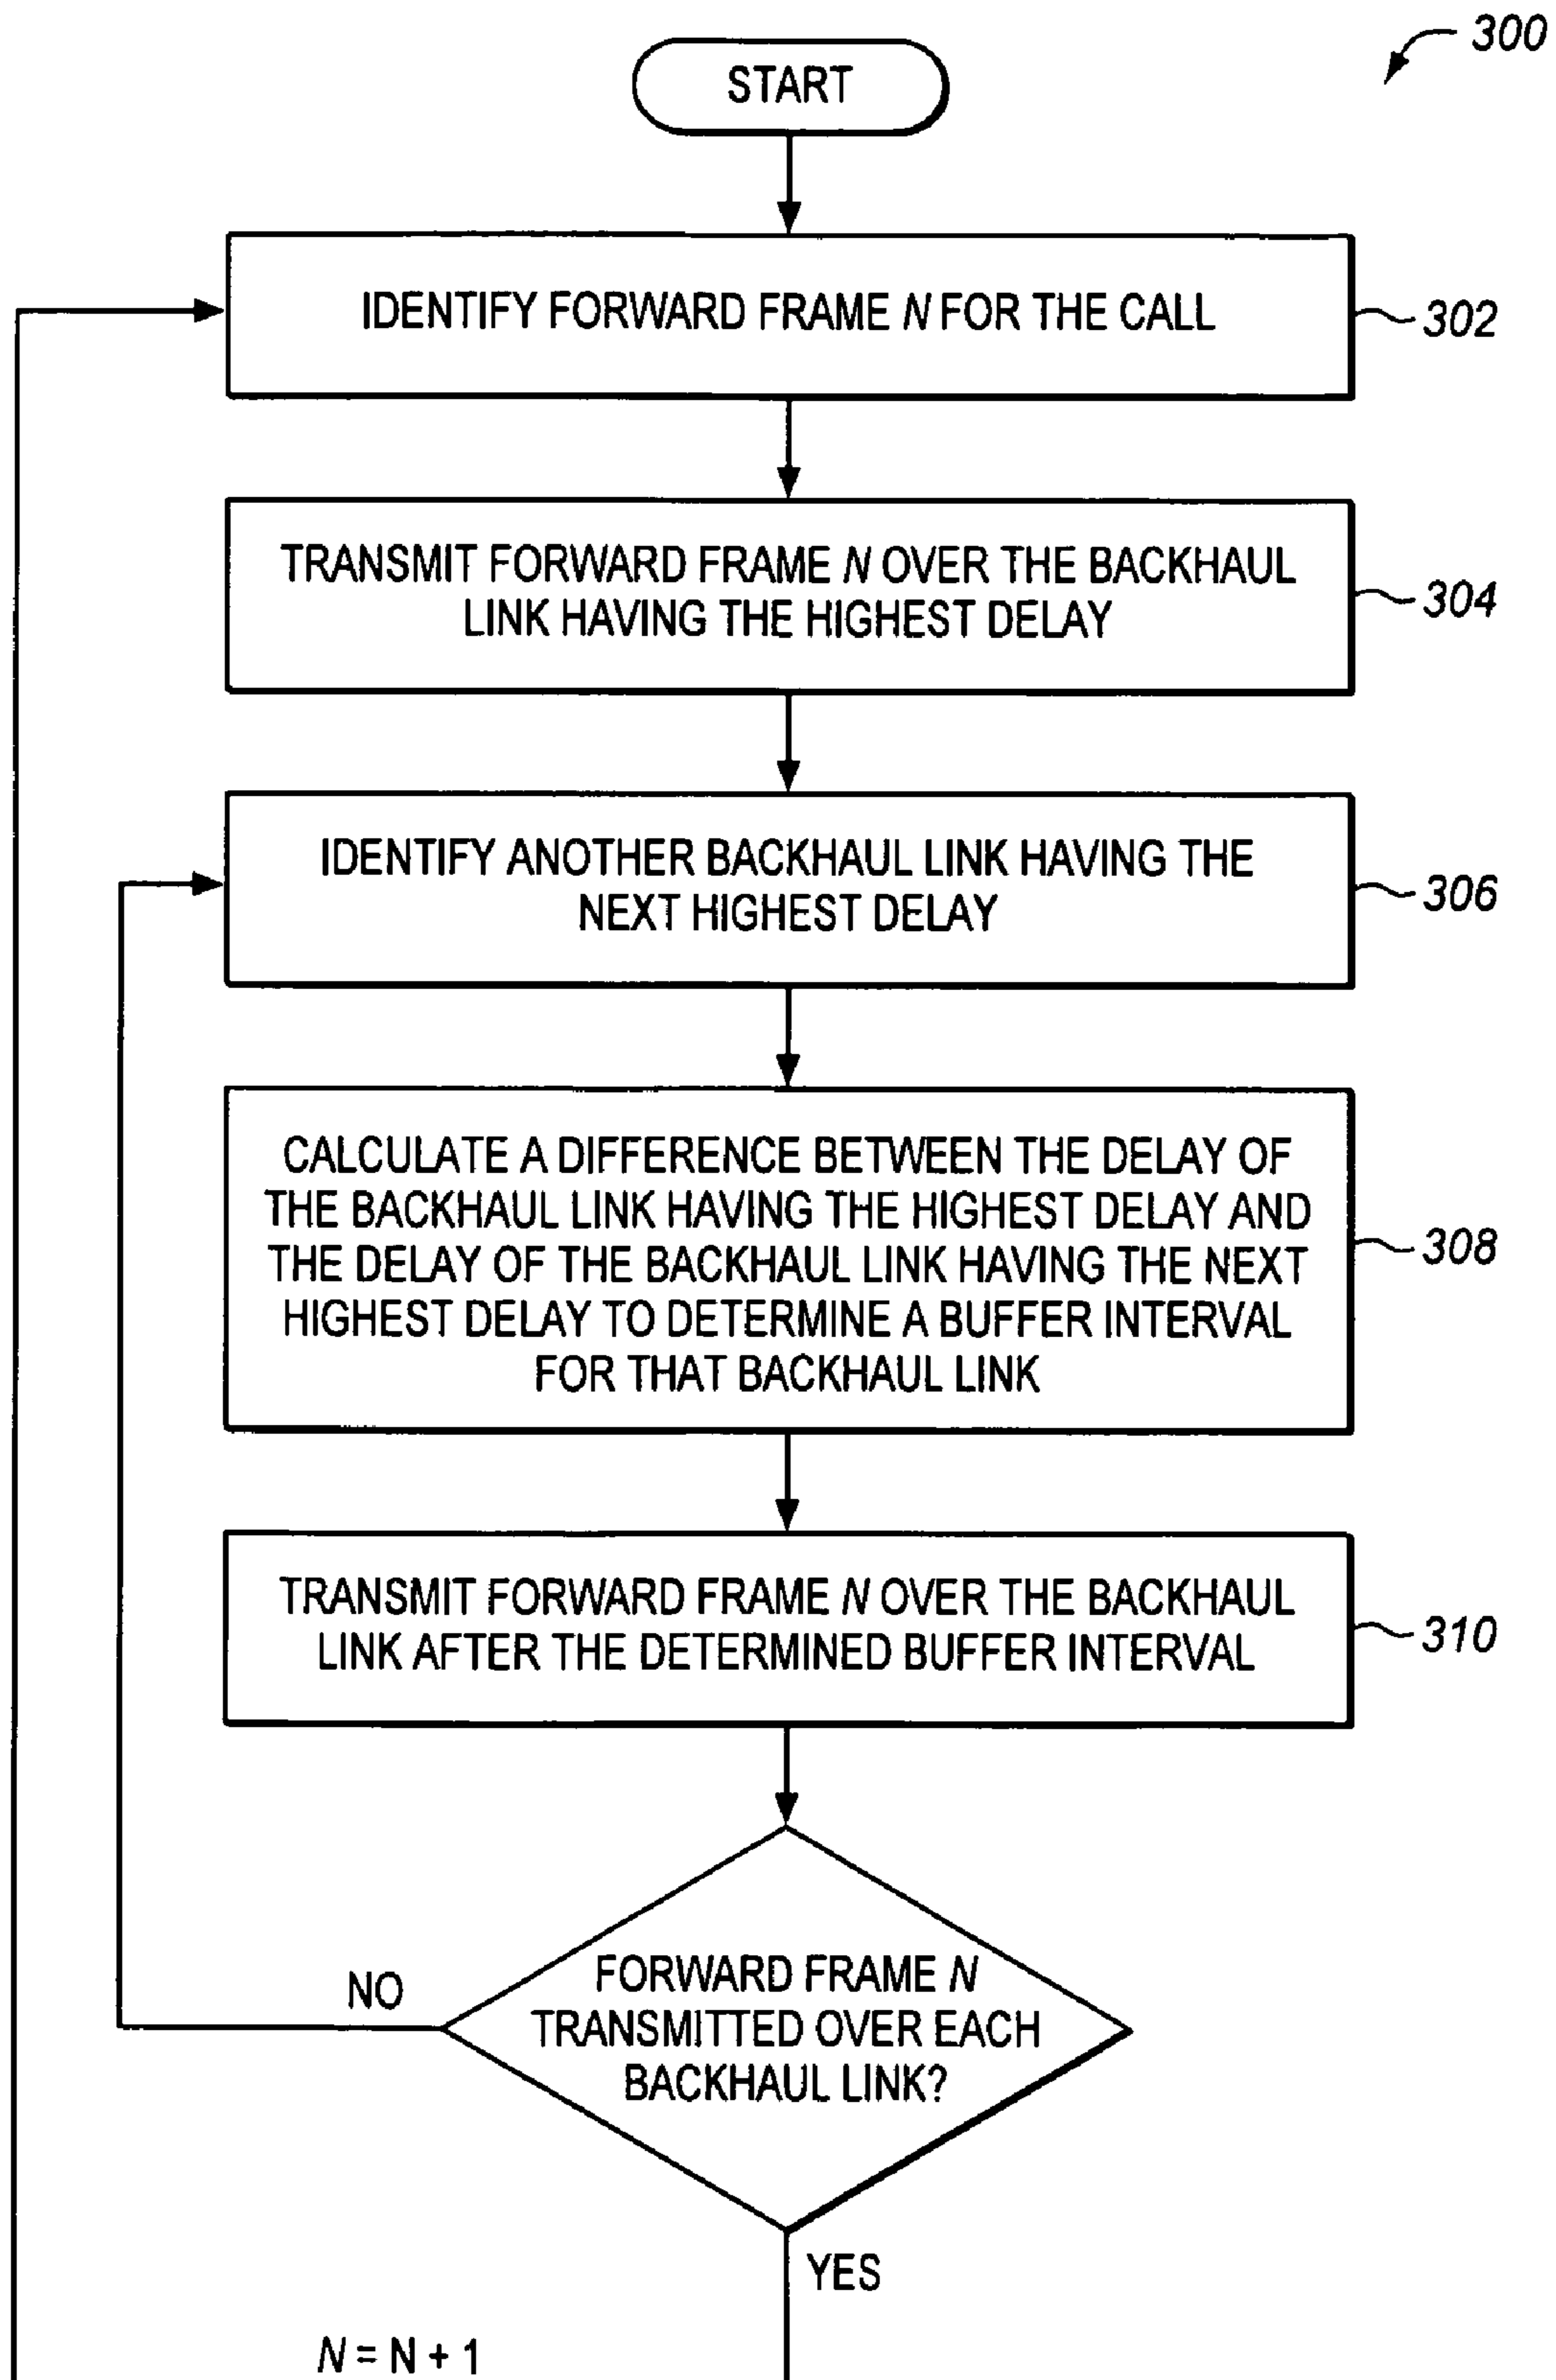 300
START
IDENTIFY FORWARD FRAME N FOR THE CALL
302
TRANSMIT FORWARD FRAME N OVER THE BACKHAUL
LINK HAVING THE HIGHEST DELAY
304
IDENTIFY ANOTHER BACKHAUL LINK HAVING THE
NEXT HIGHEST DELAY
306
CALCULATE A DIFFERENCE BETWEEN THE DELAY OF
THE BACKHAUL LINK HAVING THE HIGHEST DELAY AND
THE DELAY OF THE BACKHAUL LINK HAVING THE NEXT
HIGHEST DELAY TO DETERMINE A BUFFER INTERVAL
FOR THAT BACKHAUL LINK
308
TRANSMIT FORWARD FRAME N OVER THE BACKHAUL
LINK AFTER THE DETERMINED BUFFER INTERVAL
310
NO
FORWARD FRAME N
TRANSMITTED OVER EACH
BACKHAUL LINK?
YES
N = N + 1